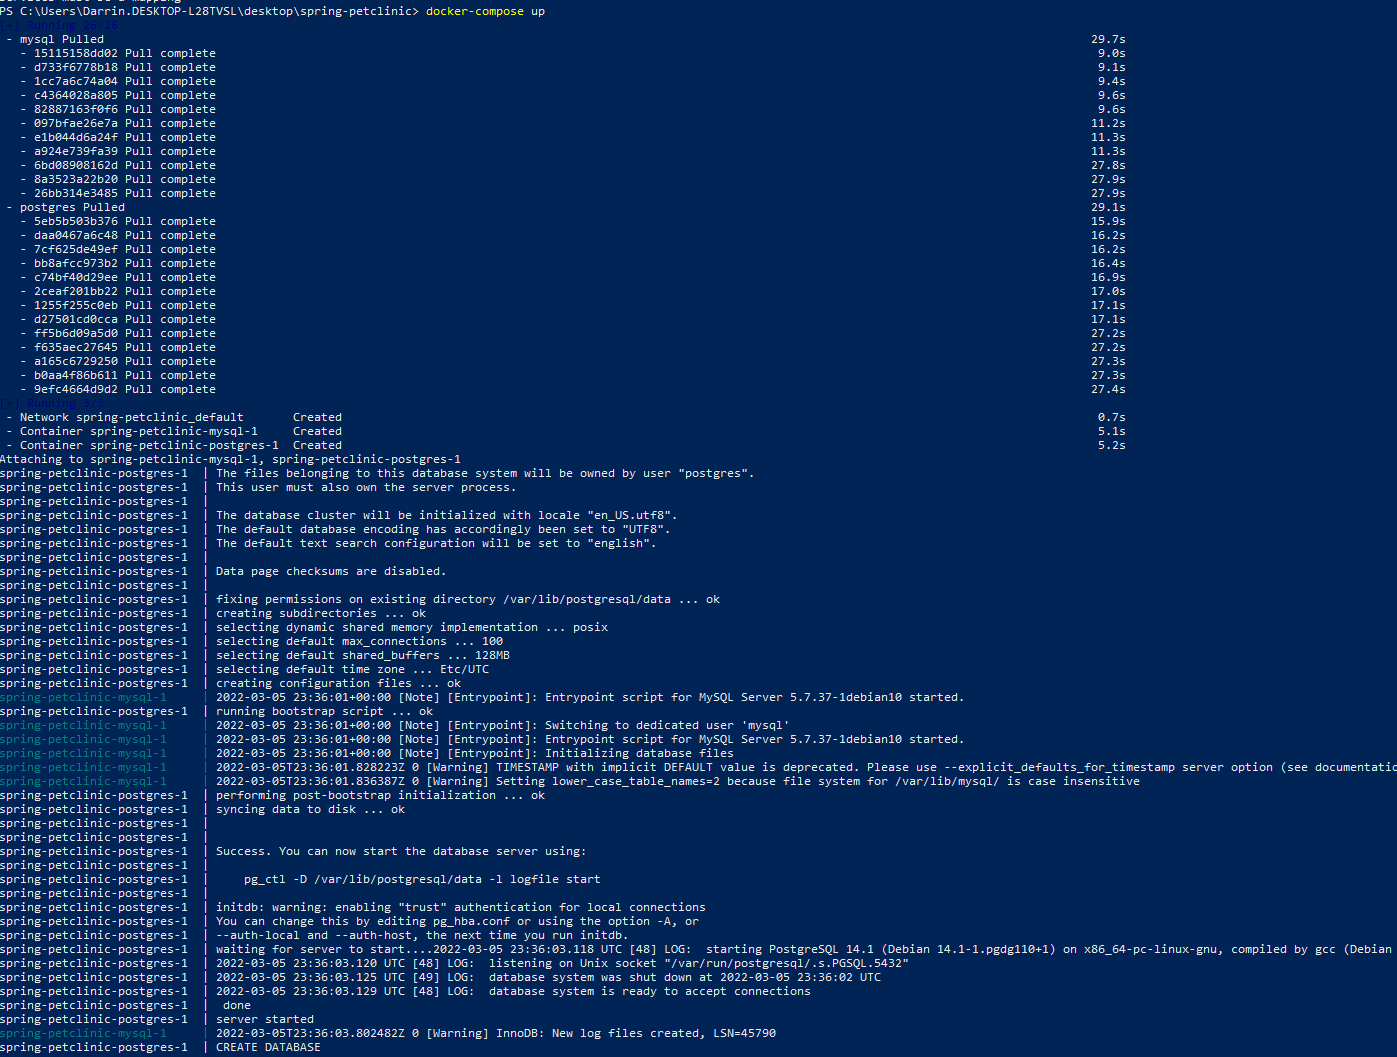 PS C:\Users\Darrin.DESKTOP-L28TVSL\desktop\spring-petclinic> docker-compose up
[+] Running 26/26
- mysql Pulled 29.7s
- 15115158dd02 Pull complete 9.0s
- d733f6778b18 Pull complete 9.1s
- 1cc7a6c74a04 Pull complete 9.4s
- c4364028a805 Pull complete 9.6s
- 82887163f0f6 Pull complete 9.6s
- 097bfae26e7a Pull complete 11.2s
- e1b044d6a24f Pull complete 11.3s
- a924e739fa39 Pull complete 11.3s
- 6bd08908162d Pull complete 27.8s
- 8a3523a22b20 Pull complete 27.9s
- 26bb314e3485 Pull complete 27.9s
- postgres Pulled 29.1s
- 5eb5b503b376 Pull complete 15.9s
- daa0467a6c48 Pull complete 16.2s
- 7cf625de49ef Pull complete 16.2s
- bb8afcc973b2 Pull complete 16.4s
- c74bf40d29ee Pull complete 16.9s
- 2ceaf201bb22 Pull complete 17.0s
- 1255f255c0eb Pull complete 17.1s
- d27501cd0cca Pull complete 17.1s
- ff5b6d09a5d0 Pull complete 27.2s
- f635aec27645 Pull complete 27.2s
- a165c6729250 Pull complete 27.3s
- b0aa4f86b611 Pull complete 27.3s
- 9efc4664d9d2 Pull complete 27.4s
[+] Running 3/3
- Network spring-petclinic_default Created 0.7s
- Container spring-petclinic-mysql-1 Created 5.1s
- Container spring-petclinic-postgres-1 Created 5.2s
Attaching to spring-petclinic-mysql-1, spring-petclinic-postgres-1
spring-petclinic-postgres-1 | The files belonging to this database system will be owned by user "postgres".
spring-petclinic-postgres-1 | This user must also own the server process.
spring-petclinic-postgres-1 |
spring-petclinic-postgres-1 | The database cluster will be initialized with locale "en_US.utf8".
spring-petclinic-postgres-1 | The default database encoding has accordingly been set to "UTF8".
spring-petclinic-postgres-1 | The default text search configuration will be set to "english".
spring-petclinic-postgres-1 |
spring-petclinic-postgres-1 | Data page checksums are disabled.
spring-petclinic-postgres-1 |
spring-petclinic-postgres-1 | fixing permissions on existing directory /var/lib/postgresql/data ... ok
spring-petclinic-postgres-1 | creating subdirectories ... ok
spring-petclinic-postgres-1 | selecting dynamic shared memory implementation ... posix
spring-petclinic-postgres-1 | selecting default max_connections ... 100
spring-petclinic-postgres-1 | selecting default shared_buffers ... 128MB
spring-petclinic-postgres-1 | selecting default time zone ... Etc/UTC
spring-petclinic-postgres-1 | creating configuration files ... ok
spring-petclinic-mysql-1 | 2022-03-05 23:36:01+00:00 [Note] [Entrypoint]: Entrypoint script for MySQL Server 5.7.37-1debian10 started.
spring-petclinic-postgres-1 | running bootstrap script ... ok
spring-petclinic-mysql-1 | 2022-03-05 23:36:01+00:00 [Note] [Entrypoint]: Switching to dedicated user 'mysql'
spring-petclinic-mysql-1 | 2022-03-05 23:36:01+00:00 [Note] [Entrypoint]: Entrypoint script for MySQL Server 5.7.37-1debian10 started.
spring-petclinic-mysql-1 | 2022-03-05 23:36:01+00:00 [Note] [Entrypoint]: Initializing database files
spring-petclinic-mysql-1 | 2022-03-05T23:36:01.828223Z 0 [Warning] TIMESTAMP with implicit DEFAULT value is deprecated. Please use --explicit_defaults_for_timestamp server option (see documentatio
spring-petclinic-mysql-1 | 2022-03-05T23:36:01.836387Z 0 [Warning] Setting lower_case_table_names=2 because file system for /var/lib/mysql/ is case insensitive
spring-petclinic-postgres-1 | performing post-bootstrap initialization ... ok
spring-petclinic-postgres-1 | syncing data to disk ... ok
spring-petclinic-postgres-1 |
spring-petclinic-postgres-1 |
spring-petclinic-postgres-1 | Success. You can now start the database server using:
spring-petclinic-postgres-1 |
spring-petclinic-postgres-1 | pg_ctl -D /var/lib/postgresql/data -l logfile start
spring-petclinic-postgres-1 |
spring-petclinic-postgres-1 | initdb: warning: enabling "trust" authentication for local connections
spring-petclinic-postgres-1 | You can change this by editing pg_hba.conf or using the option -A, or
spring-petclinic-postgres-1 | --auth-local and --auth-host, the next time you run initdb.
spring-petclinic-postgres-1 | waiting for server to start....2022-03-05 23:36:03.118 UTC [48] LOG: starting PostgreSQL 14.1 (Debian 14.1-1.pgdg110+1) on x86_64-pc-linux-gnu, compiled by gcc (Debian
spring-petclinic-postgres-1 | 2022-03-05 23:36:03.120 UTC [48] LOG: listening on Unix socket "/var/run/postgresql/.s.PGSQL.5432"
spring-petclinic-postgres-1 | 2022-03-05 23:36:03.125 UTC [49] LOG: database system was shut down at 2022-03-05 23:36:02 UTC
spring-petclinic-postgres-1 | 2022-03-05 23:36:03.129 UTC [48] LOG: database system is ready to accept connections
spring-petclinic-postgres-1 | done
spring-petclinic-postgres-1 | server started
spring-petclinic-mysql-1 | 2022-03-05T23:36:03.802482Z 0 [Warning] InnoDB: New log files created, LSN=45790
spring-petclinic-postgres-1 | CREATE DATABASE